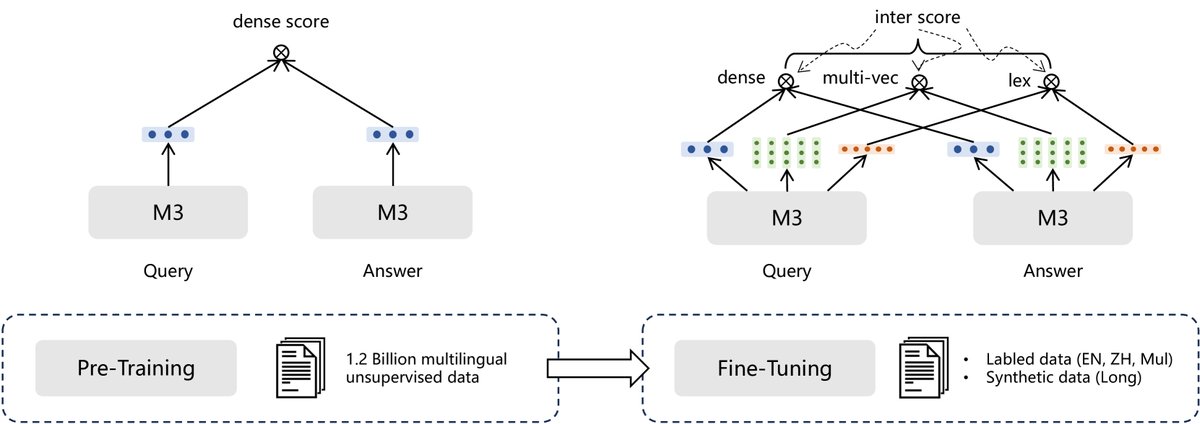 dense score
M3
M3
Query
Answer
Pre-Training
1.2 Billion multilingual
unsupervised data
inter score
dense
multi-vec
lex
M3
M3
Query
Answer
Fine-Tuning
• Labled data (EN, ZH, Mul)
• Synthetic data (Long)